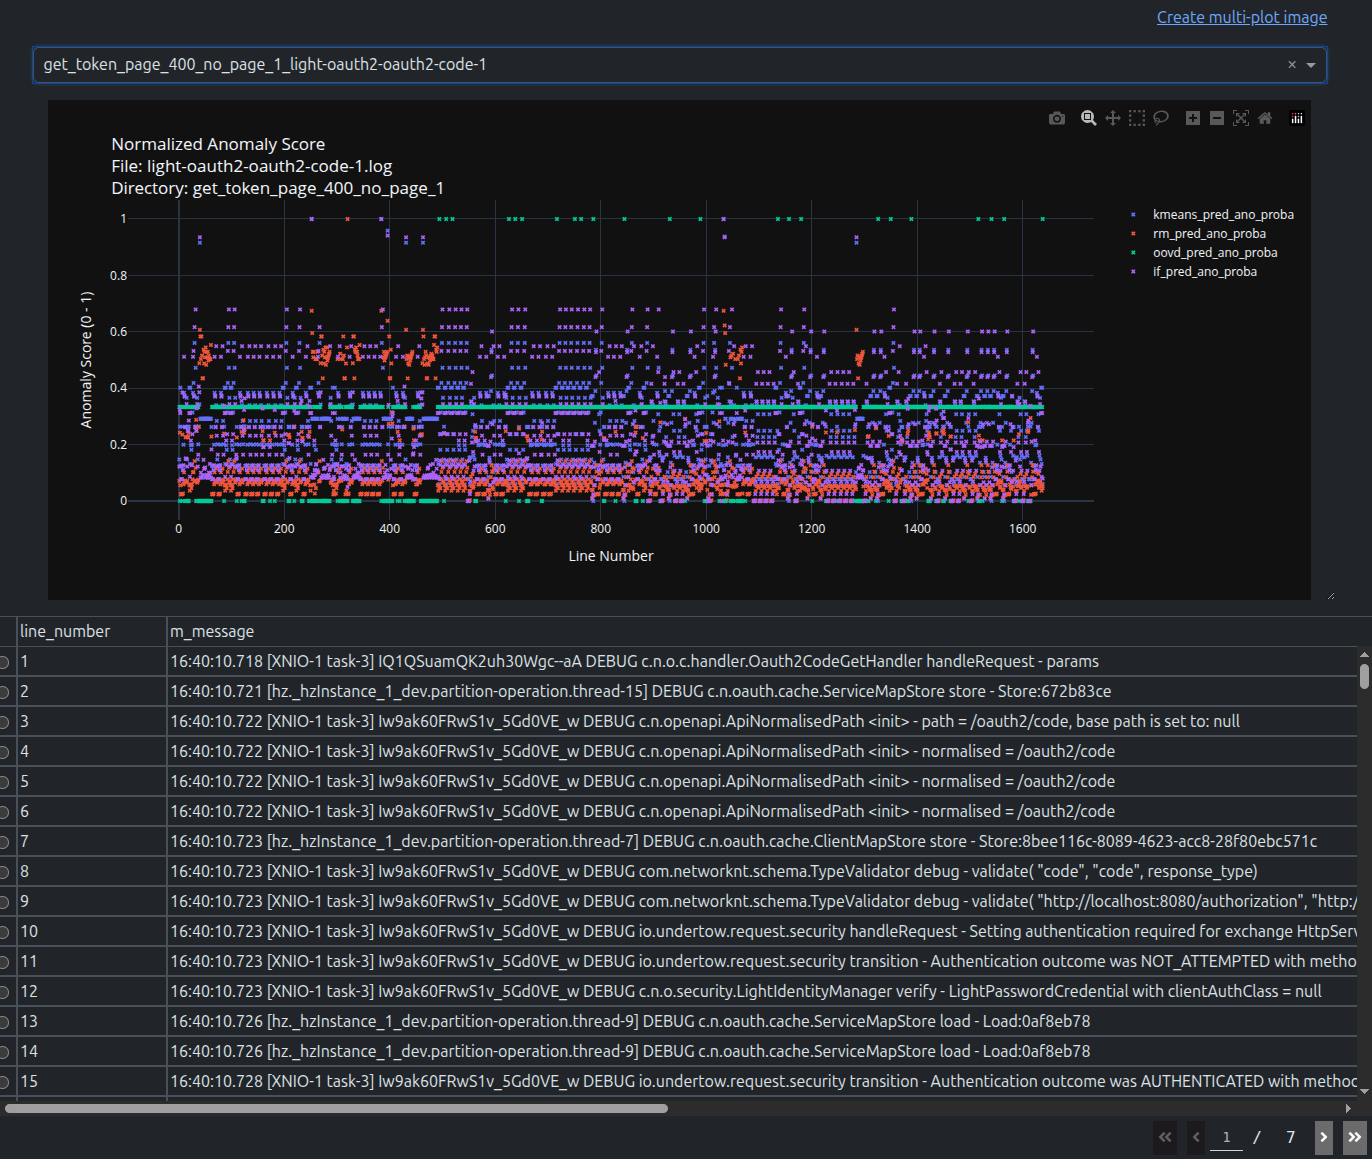 Create multi-plot image
get_token_page_400_no_page_1_light-oauth2-oauth2-code-1
Normalized Anomaly Score
File: light-oauth2-oauth2-code-1.log
Directory: get_token_page_400_no_page_1
kmeans_pred_ano_proba
rm_pred_ano_proba
oovd_pred_ano_proba
if_pred_ano_proba
Anomaly Score (0 - 1)
1
0.8
0.6
0.4
0.2
0
0 200 400 600 800 1000 1200 1400 1600
Line Number
line_number m_message
1 16:40:10.718 [XNIO-1 task-3] IQ1QSuamQK2uh30Wgc--aA DEBUG c.n.o.c.handler.Oauth2CodeGetHandler handleRequest - params
2 16:40:10.721 [hz._hzInstance_1_dev.partition-operation.thread-15] DEBUG c.n.oauth.cache.ServiceMapStore store - Store:672b83ce
3 16:40:10.722 [XNIO-1 task-3] Iw9ak60FRwS1v_5Gd0VE_w DEBUG c.n.openapi.ApiNormalisedPath <init> - path = /oauth2/code, base path is set to: null
4 16:40:10.722 [XNIO-1 task-3] Iw9ak60FRwS1v_5Gd0VE_w DEBUG c.n.openapi.ApiNormalisedPath <init> - normalised = /oauth2/code
5 16:40:10.722 [XNIO-1 task-3] Iw9ak60FRwS1v_5Gd0VE_w DEBUG c.n.openapi.ApiNormalisedPath <init> - normalised = /oauth2/code
6 16:40:10.722 [XNIO-1 task-3] Iw9ak60FRwS1v_5Gd0VE_w DEBUG c.n.openapi.ApiNormalisedPath <init> - normalised = /oauth2/code
7 16:40:10.723 [hz._hzInstance_1_dev.partition-operation.thread-7] DEBUG c.n.oauth.cache.ClientMapStore store - Store:8bee116c-8089-4623-acc8-28f80ebc571c
8 16:40:10.723 [XNIO-1 task-3] Iw9ak60FRwS1v_5Gd0VE_w DEBUG com.networknt.schema.TypeValidator debug - validate( "code", "code", response_type)
9 16:40:10.723 [XNIO-1 task-3] Iw9ak60FRwS1v_5Gd0VE_w DEBUG com.networknt.schema.TypeValidator debug - validate( "http://localhost:8080/authorization", "http:/
10 16:40:10.723 [XNIO-1 task-3] Iw9ak60FRwS1v_5Gd0VE_w DEBUG io.undertow.request.security handleRequest - Setting authentication required for exchange HttpServ
11 16:40:10.723 [XNIO-1 task-3] Iw9ak60FRwS1v_5Gd0VE_w DEBUG io.undertow.request.security transition - Authentication outcome was NOT_ATTEMPTED with metho
12 16:40:10.723 [XNIO-1 task-3] Iw9ak60FRwS1v_5Gd0VE_w DEBUG c.n.o.security.LightIdentityManager verify - LightPasswordCredential with clientAuthClass = null
13 16:40:10.726 [hz._hzInstance_1_dev.partition-operation.thread-9] DEBUG c.n.oauth.cache.ServiceMapStore load - Load:0af8eb78
14 16:40:10.726 [hz._hzInstance_1_dev.partition-operation.thread-9] DEBUG c.n.oauth.cache.ServiceMapStore load - Load:0af8eb78
15 16:40:10.728 [XNIO-1 task-3] Iw9ak60FRwS1v_5Gd0VE_w DEBUG io.undertow.request.security transition - Authentication outcome was AUTHENTICATED with methoc
1 / 7